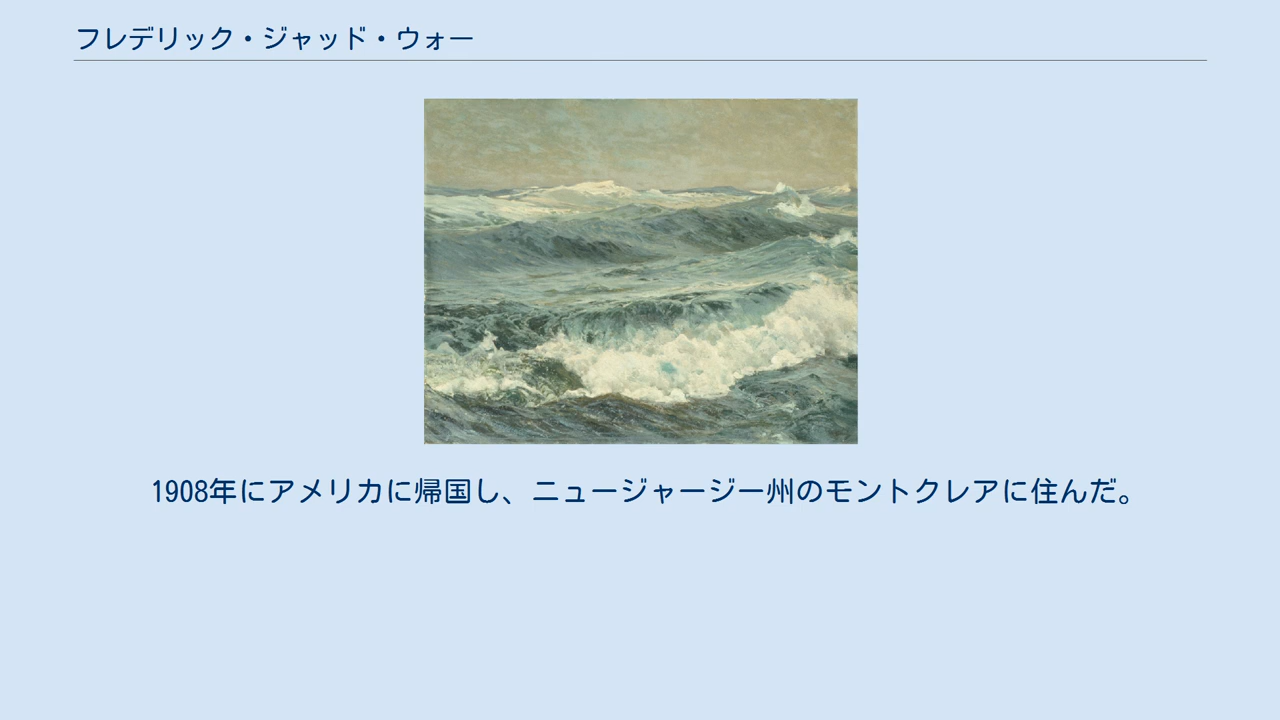 フレデリック・ジャッド・ウォー
1908年にアメリカに帰国し、ニュージャージー州のモントクレアに住んだ。